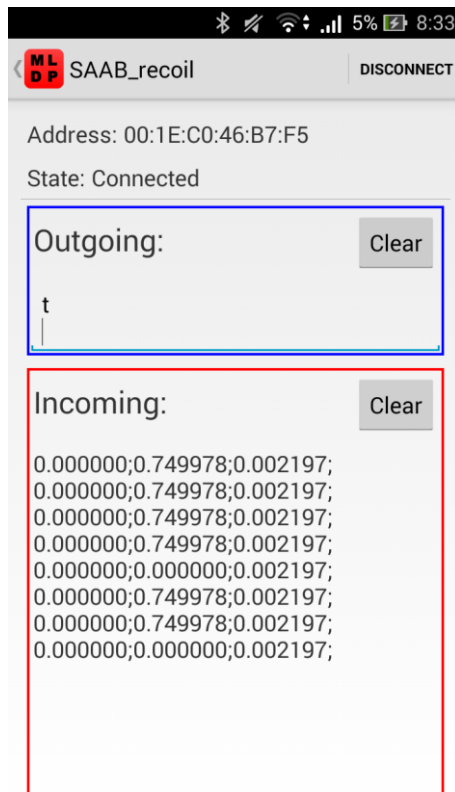 5% 8:33
ML
DP
SAAB_recoil
DISCONNECT
Address: 00:1E:C0:46:B7:F5
State: Connected
Outgoing:
Clear
t
Incoming:
Clear
0.000000;0.749978;0.002197;
0.000000;0.749978;0.002197;
0.000000;0.749978;0.002197;
0.000000;0.749978;0.002197;
0.000000;0.000000;0.002197;
0.000000;0.749978;0.002197;
0.000000;0.749978;0.002197;
0.000000;0.000000;0.002197;